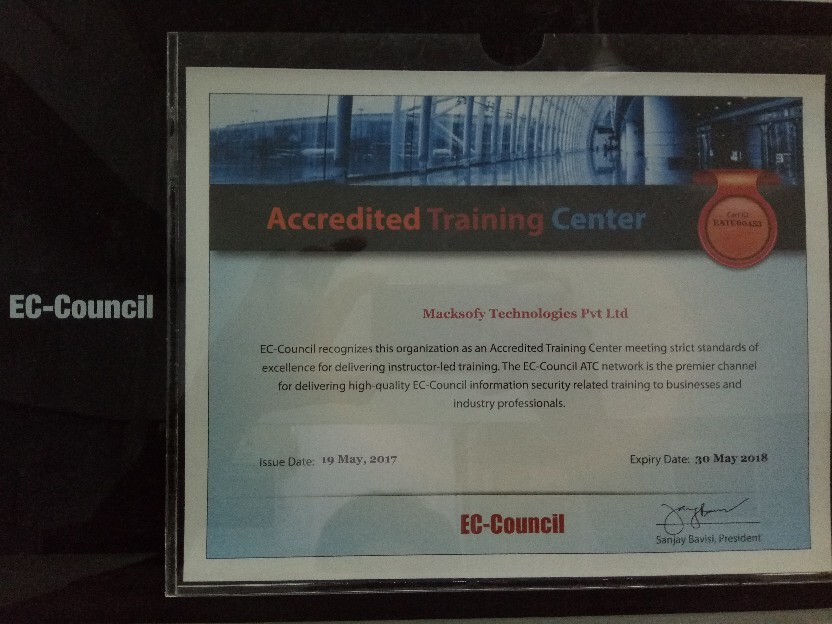 EC-Council
Accredited Training Center
Cert ID
Macksofy Technologies Pvt Ltd
EC-Council recognizes this organization as an Accredited Training Center meeting strict standards of
excellence for delivering instructor-led training. The EC-Council ATC network is the premier channel
for delivering high-quality EC-Council information security related training to businesses and
industry professionals.
Issue Date: 19 May, 2017
Expiry Date: 30 May 2018
EC-Council
Sanjay Bavisi, President